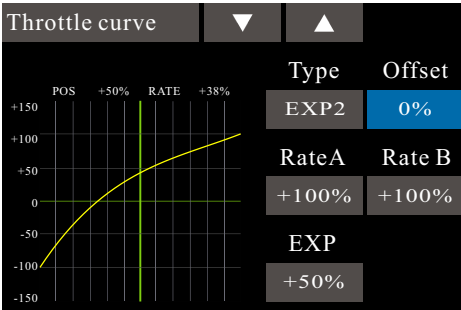 Throttle curve ▼ ▲
Type Offset
POS +50% RATE +38%
EXP2 0%
+150
+100
+50
0
-50
-100
-150
RateA Rate B
+100% +100%
EXP
+50%